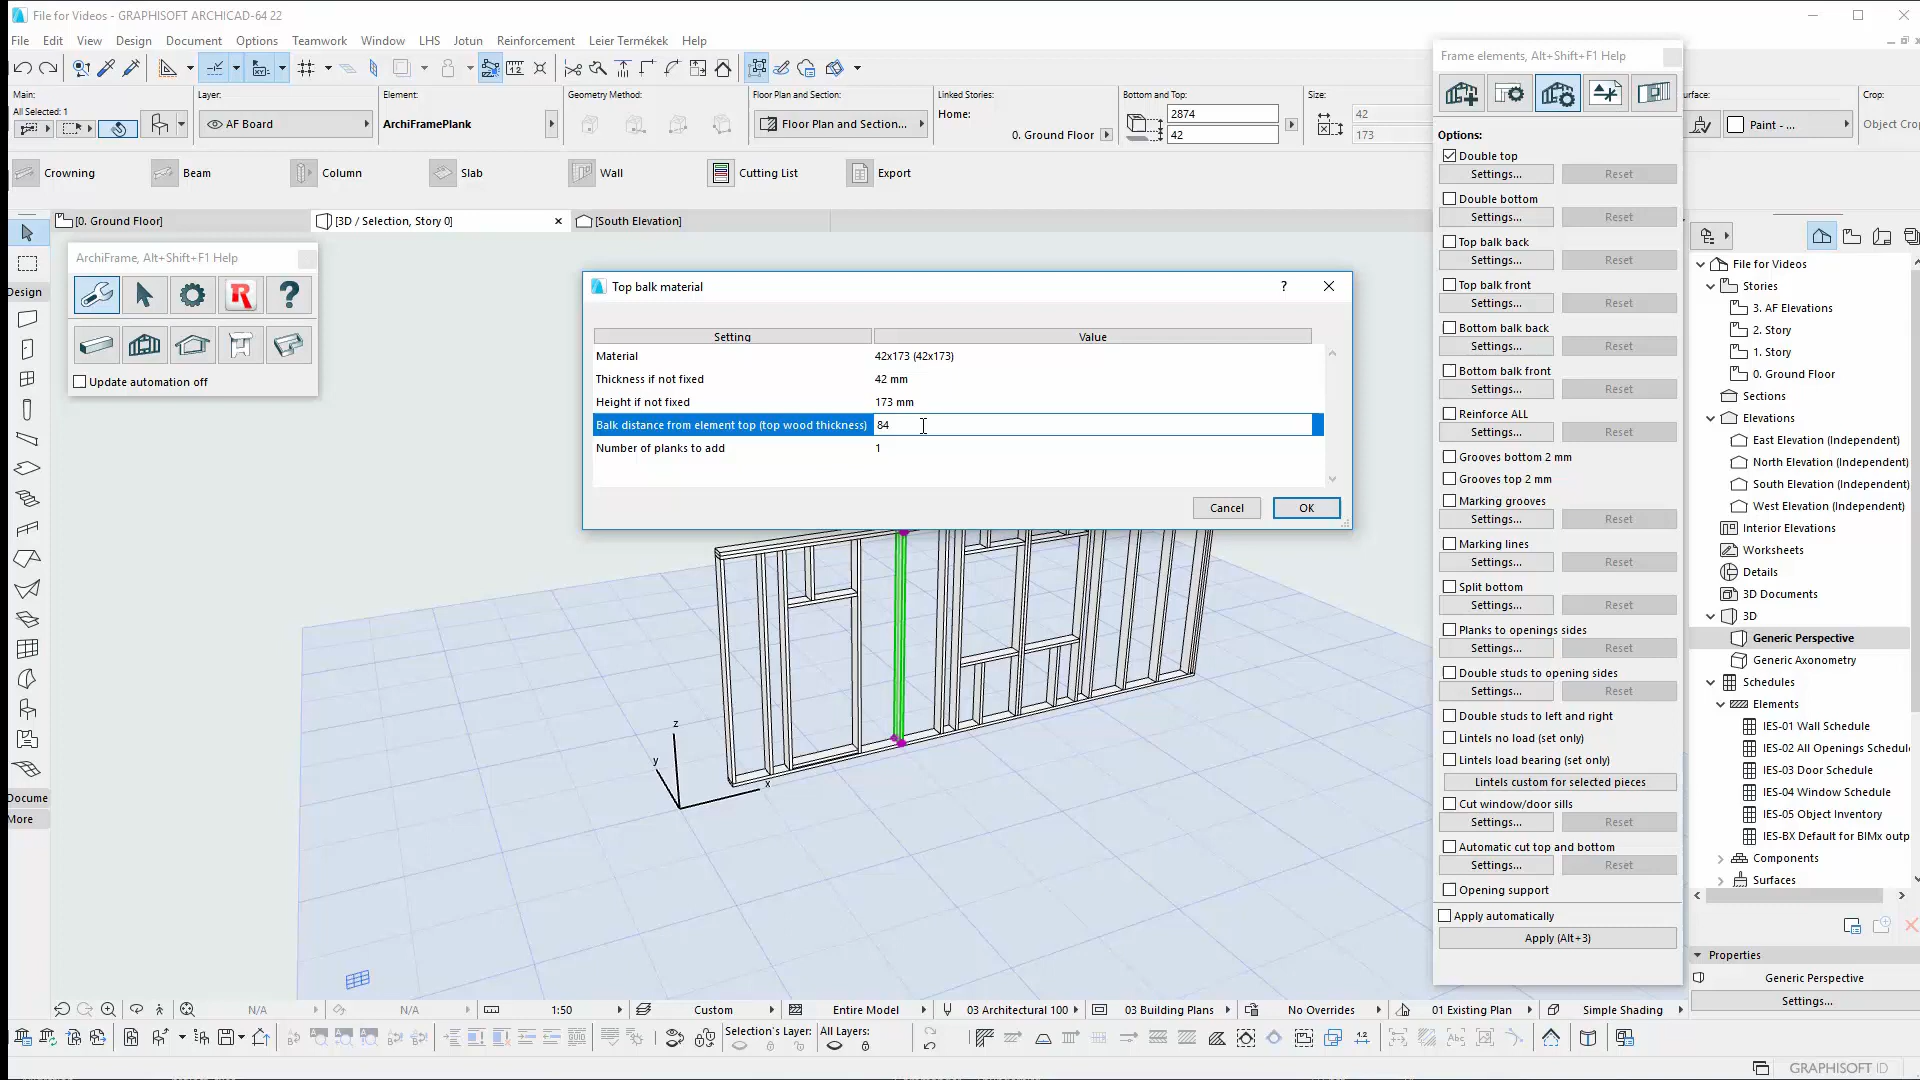 File for Videos - GRAPHISOFT ARCHICAD-64 22
File Edit View Design Document Options Teamwork Window LHS Jotun Reinforcement Leier Termékek Help
Main:
All Selected: 1
Layer:
AF Board
Element:
ArchiFramePlank
Geometry Method:
Floor Plan and Section:
Floor Plan and Section...
Linked Stories:
Home:
0. Ground Floor
Bottom and Top:
2874
42
Size:
42
173
Surface:
Paint - ...
Crop:
Object Crop
Crowning
Beam
Column
Slab
Wall
Cutting List
Export
[0. Ground Floor]
[3D / Selection, Story 0]
[South Elevation]
Design
Docume
More
ArchiFrame, Alt+Shift+F1 Help
R
?
Update automation off
Top balk material
?
Setting Value
Material 42x173 (42x173)
Thickness if not fixed 42 mm
Height if not fixed 173 mm
Balk distance from element top (top wood thickness) 84
Number of planks to add 1
Cancel
OK
z
y
x
Frame elements, Alt+Shift+F1 Help
Options:
Double top
Settings... Reset
Double bottom
Settings... Reset
Top balk back
Settings... Reset
Top balk front
Settings... Reset
Bottom balk back
Settings... Reset
Bottom balk front
Settings... Reset
Reinforce ALL
Settings... Reset
Grooves bottom 2 mm
Grooves top 2 mm
Marking grooves
Settings... Reset
Marking lines
Settings... Reset
Split bottom
Settings... Reset
Planks to openings sides
Settings... Reset
Double studs to opening sides
Settings... Reset
Double studs to left and right
Lintels no load (set only)
Lintels load bearing (set only)
Lintels custom for selected pieces
Cut window/door sills
Settings... Reset
Automatic cut top and bottom
Settings... Reset
Opening support
Apply automatically
Apply (Alt+3)
File for Videos
Stories
3. AF Elevations
2. Story
1. Story
0. Ground Floor
Sections
Elevations
East Elevation (Independent)
North Elevation (Independent)
South Elevation (Independent)
West Elevation (Independent)
Interior Elevations
Worksheets
Details
3D Documents
3D
Generic Perspective
Generic Axonometry
Schedules
Elements
IES-01 Wall Schedule
IES-02 All Openings Schedul
IES-03 Door Schedule
IES-04 Window Schedule
IES-05 Object Inventory
IES-BX Default for BIMx outp
Components
Surfaces
Properties
Generic Perspective
Settings...
N/A
N/A
1:50
Custom
Entire Model
03 Architectural 100
03 Building Plans
No Overrides
01 Existing Plan
Simple Shading
Selection's Layer:
All Layers:
1.2
Abc
GRAPHISOFT ID